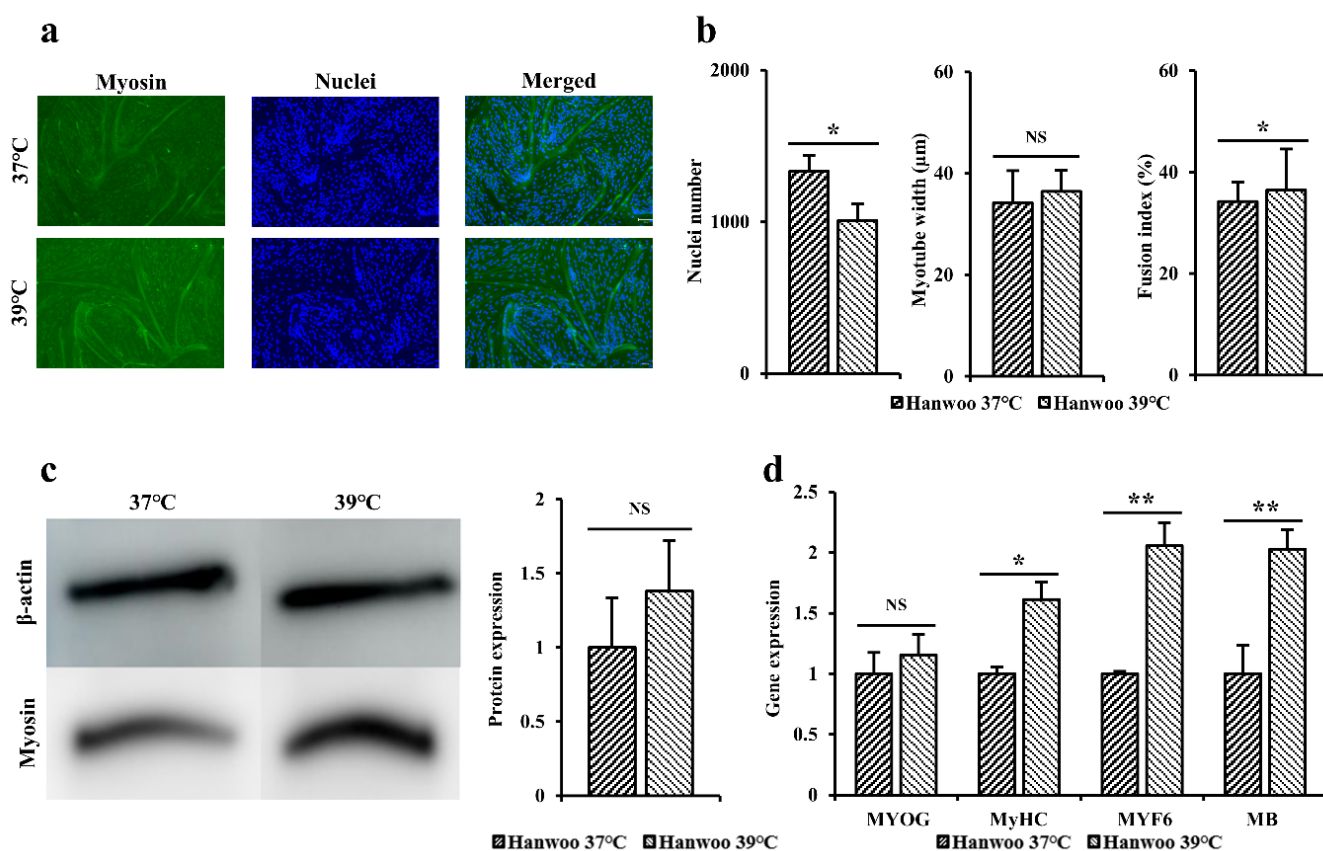 a
Myosin Nuclei Merged
37°C
39°C
b
2000
1000
0
Nuclei number
*
60
40
20
0
Myotube width (μm)
NS
60
40
20
0
Fusion index (%)
*
Hanwoo 37°C Hanwoo 39°C
c
37°C 39°C
β-actin
Myosin
2
1.5
1
0.5
0
Protein expression
NS
Hanwoo 37°C Hanwoo 39°C
d
2.5
2
1.5
1
0.5
0
Gene expression
NS
*
**
**
MYOG MyHC MYF6 MB
Hanwoo 37°C Hanwoo 39°C